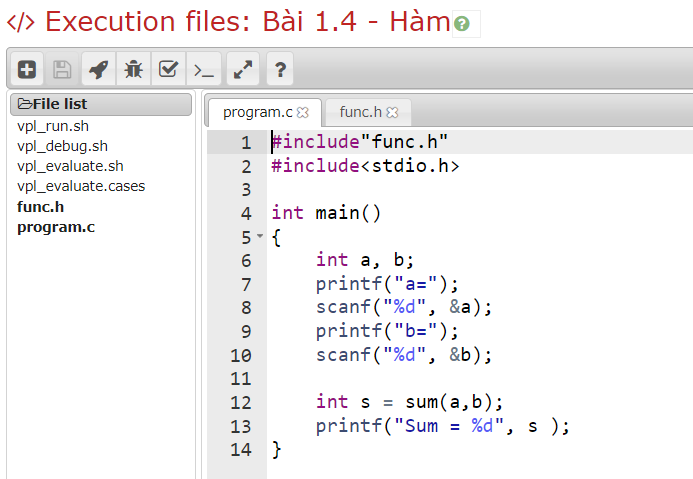 </> Execution files: Bài 1.4 - Hàm
File list
vpl_run.sh
vpl_debug.sh
vpl_evaluate.sh
vpl_evaluate.cases
func.h
program.c
program.c func.h
1 #include"func.h"
2 #include<stdio.h>
3
4 int main()
5 {
6     int a, b;
7     printf("a=");
8     scanf("%d", &a);
9     printf("b=");
10     scanf("%d", &b);
11
12     int s = sum(a,b);
13     printf("Sum = %d", s );
14 }